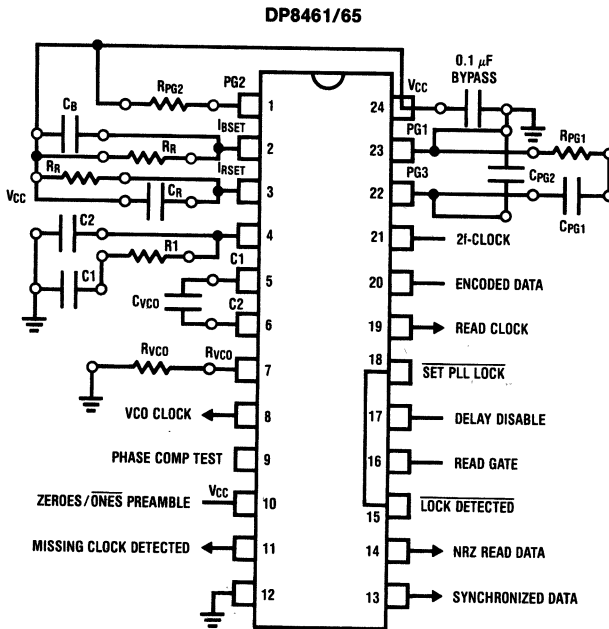 DP8461/65
0.1 µF
BYPASS
VCC
RPG2
PG2
1
24
CB
IBSET
2
PG1
23
RPG1
RR
CPG2
RR
IRSET
3
PG3
22
VCC
CR
CPG1
C2
4
21
2f-CLOCK
R1
C1
C1
5
20
ENCODED DATA
CVCO
C2
6
19
READ CLOCK
RVCO
RVCO
7
18
SET PLL LOCK
VCO CLOCK
8
17
DELAY DISABLE
PHASE COMP TEST
9
16
READ GATE
ZEROES/ONES PREAMBLE
VCC
10
15
LOCK DETECTED
MISSING CLOCK DETECTED
11
14
NRZ READ DATA
12
13
SYNCHRONIZED DATA